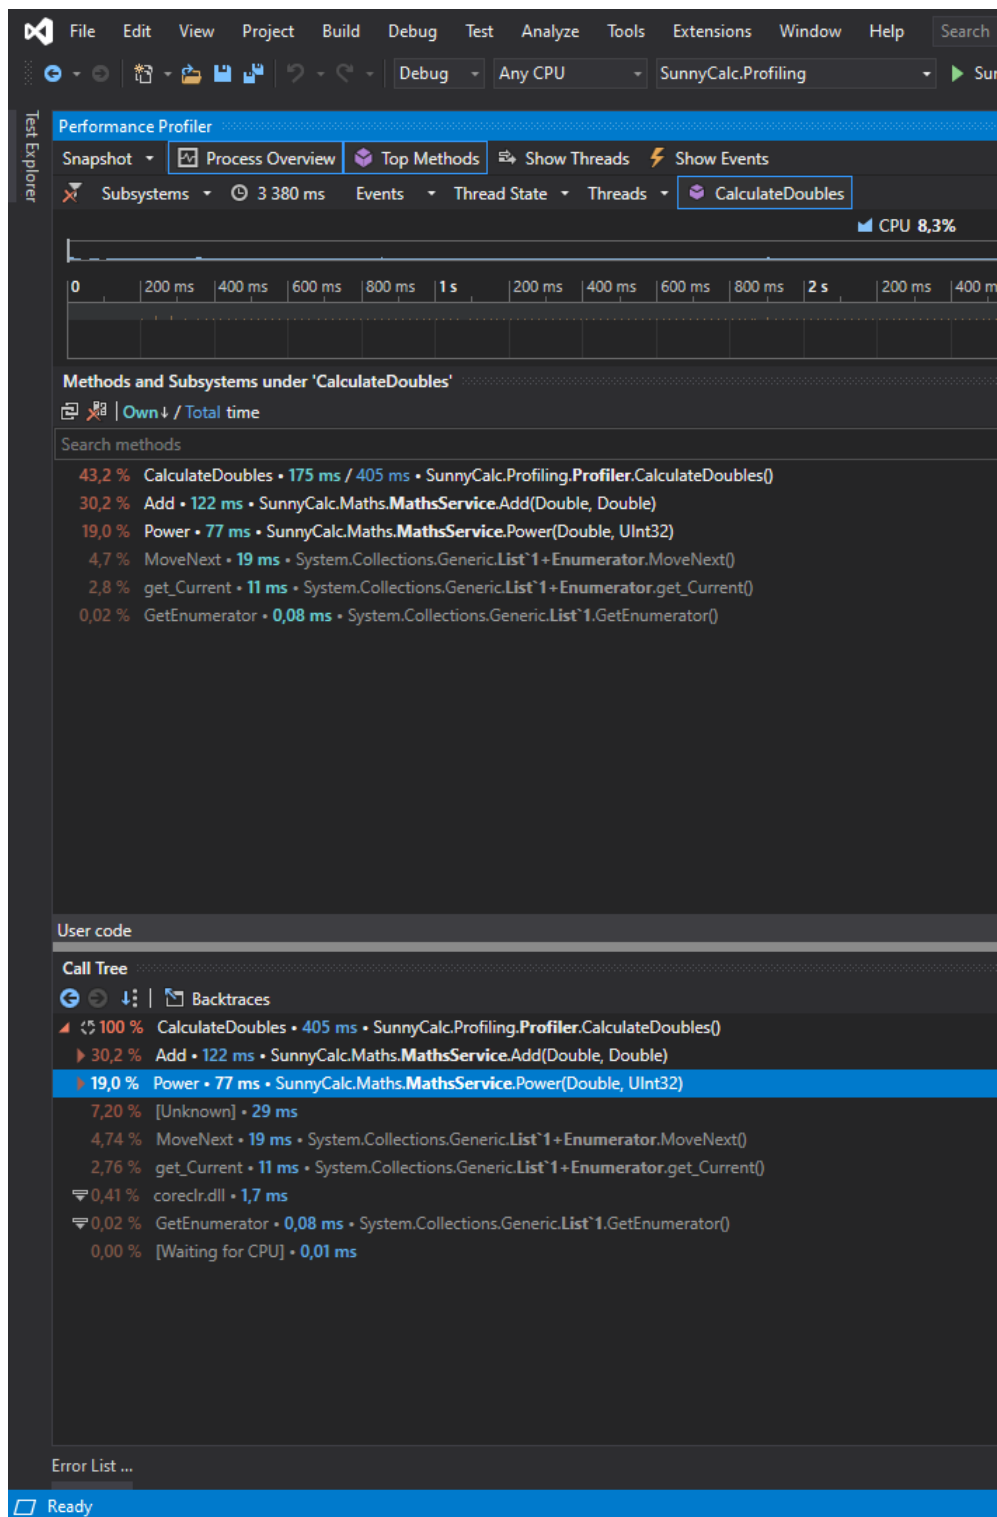 File Edit View Project Build Debug Test Analyze Tools Extensions Window Help Search
Debug Any CPU SunnyCalc.Profiling Sun
Test Explorer
Performance Profiler
Snapshot Process Overview Top Methods Show Threads Show Events
Subsystems 3 380 ms Events Thread State Threads CalculateDoubles
CPU 8,3%
0 200 ms 400 ms 600 ms 800 ms 1 s 200 ms 400 ms 600 ms 800 ms 2 s 200 ms 400 m
Methods and Subsystems under 'CalculateDoubles'
Own↓ / Total time
Search methods
43,2 % CalculateDoubles • 175 ms / 405 ms • SunnyCalc.Profiling.Profiler.CalculateDoubles()
30,2 % Add • 122 ms • SunnyCalc.Maths.MathsService.Add(Double, Double)
19,0 % Power • 77 ms • SunnyCalc.Maths.MathsService.Power(Double, UInt32)
4,7 % MoveNext • 19 ms • System.Collections.Generic.List`1+Enumerator.MoveNext()
2,8 % get_Current • 11 ms • System.Collections.Generic.List`1+Enumerator.get_Current()
0,02 % GetEnumerator • 0,08 ms • System.Collections.Generic.List`1.GetEnumerator()
User code
Call Tree
Backtraces
100 % CalculateDoubles • 405 ms • SunnyCalc.Profiling.Profiler.CalculateDoubles()
30,2 % Add • 122 ms • SunnyCalc.Maths.MathsService.Add(Double, Double)
19,0 % Power • 77 ms • SunnyCalc.Maths.MathsService.Power(Double, UInt32)
7,20 % [Unknown] • 29 ms
4,74 % MoveNext • 19 ms • System.Collections.Generic.List`1+Enumerator.MoveNext()
2,76 % get_Current • 11 ms • System.Collections.Generic.List`1+Enumerator.get_Current()
0,41 % coreclr.dll • 1,7 ms
0,02 % GetEnumerator • 0,08 ms • System.Collections.Generic.List`1.GetEnumerator()
0,00 % [Waiting for CPU] • 0,01 ms
Error List ...
Ready